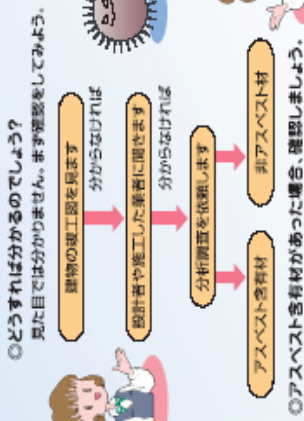 ◎どうすれば分かるのでしょう?
見た目では分かりません。まず確認をしてみよう。
建物の竣工図を見ます
分からなければ
設計者や施工した業者に聞きます
分からなければ
分析調査を依頼します
アスベスト含有材
非アスベスト材
◎アスベスト含有材があった場合、確認しましょう。